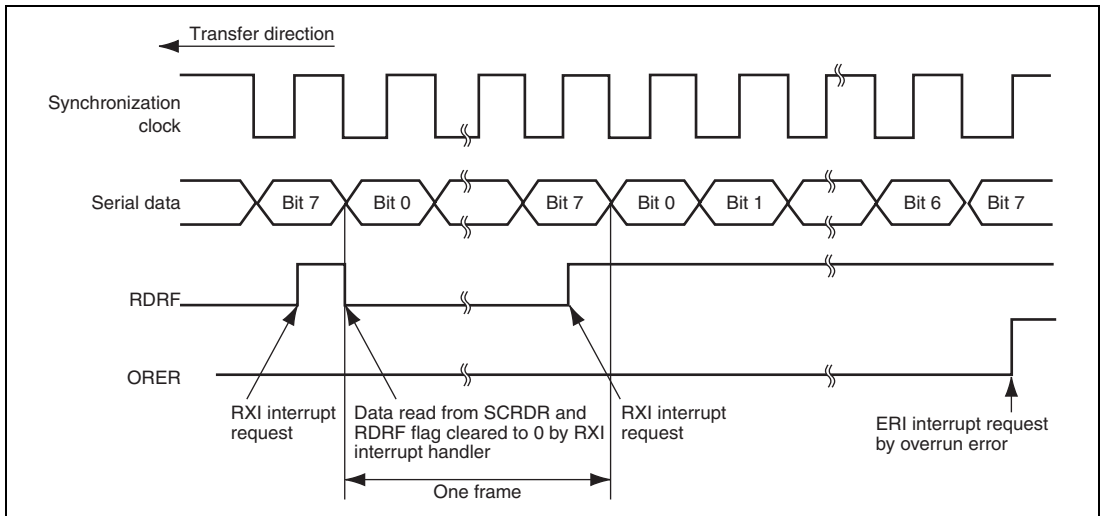 Transfer direction
Synchronization
clock
Serial data
Bit 7
Bit 0
Bit 7
Bit 0
Bit 1
Bit 6
Bit 7
RDRF
ORER
RXI interrupt
request
Data read from SCRDR and
RDRF flag cleared to 0 by RXI
interrupt handler
RXI interrupt
request
ERI interrupt request
by overrun error
One frame